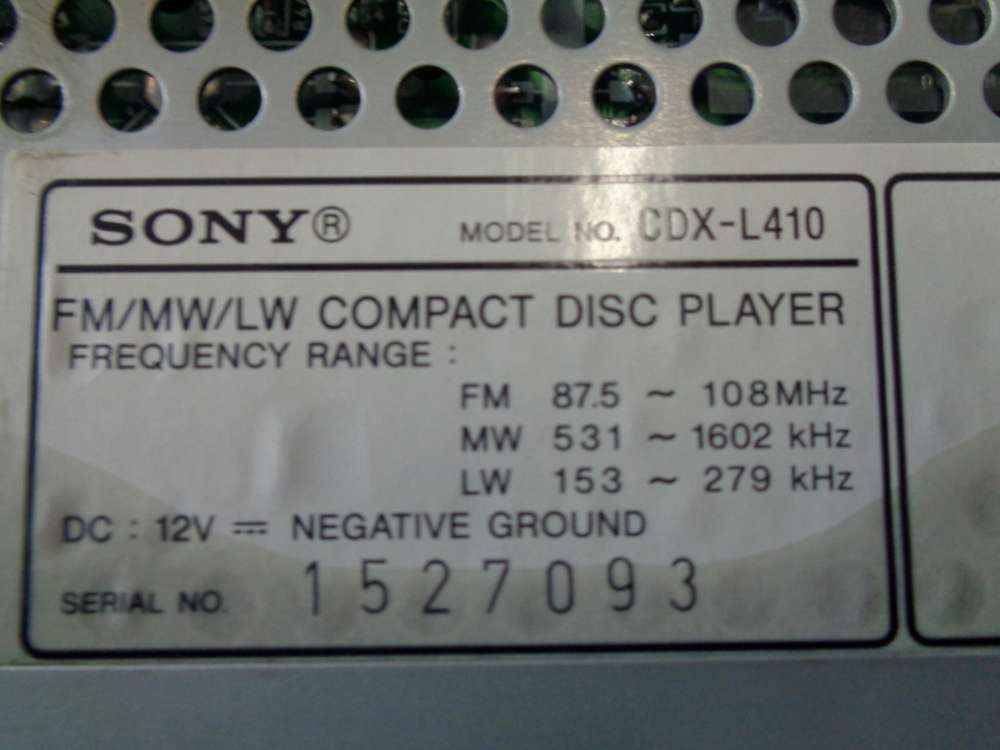 SONY® MODEL NO. CDX-L410
FM/MW/LW COMPACT DISC PLAYER
FREQUENCY RANGE :
FM 87.5 ~ 108MHz
MW 531 ~ 1602 kHz
LW 153 ~ 279 kHz
DC : 12V ⎓ NEGATIVE GROUND
SERIAL NO. 1527093